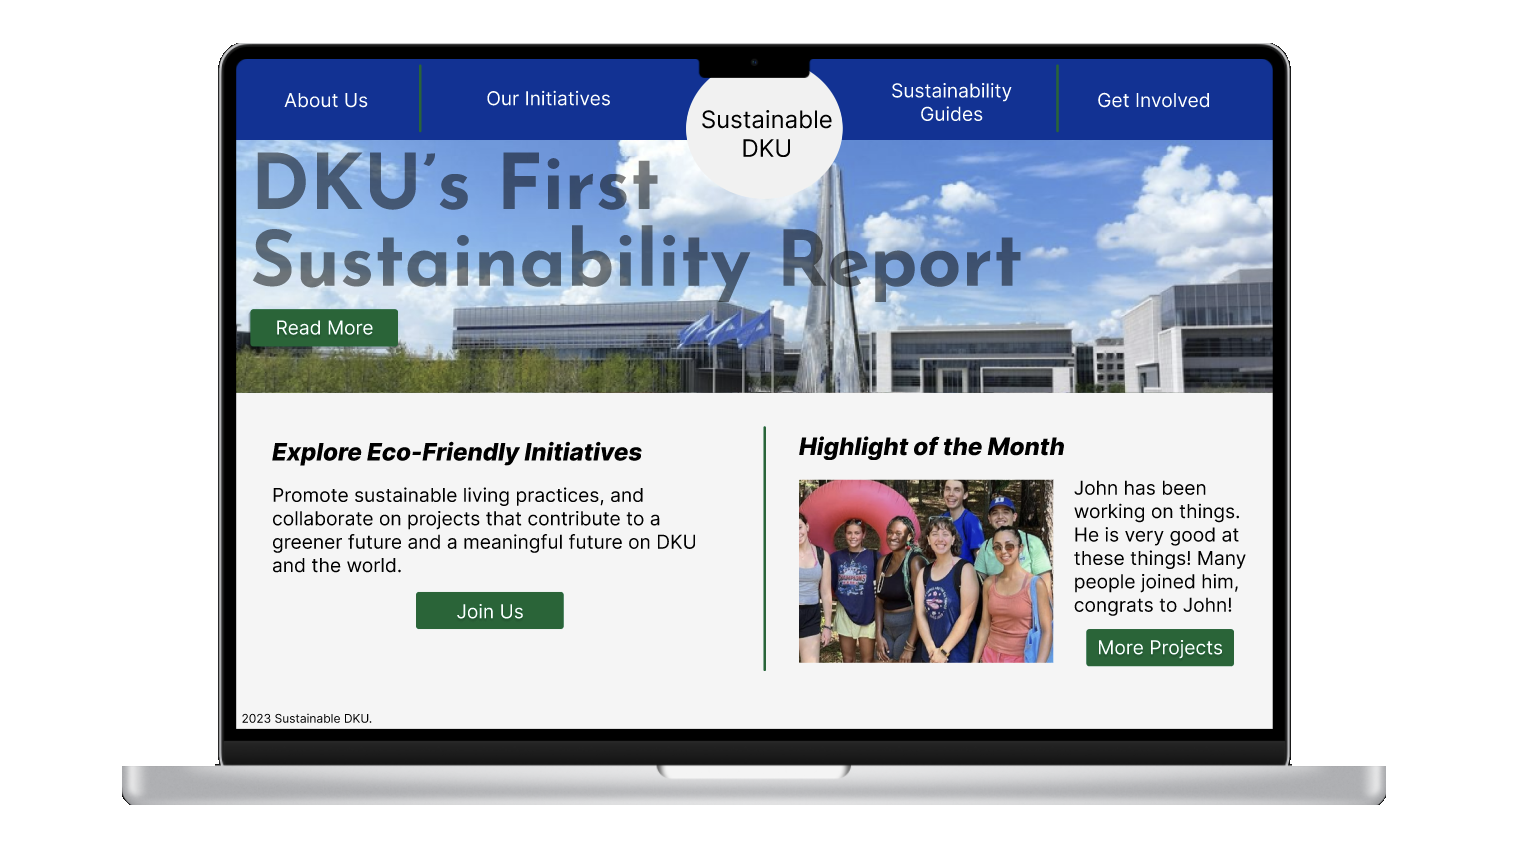 About Us
Our Initiatives
Sustainable
DKU
Sustainability
Guides
Get Involved
DKU's First
Sustainability Report
Read More
Explore Eco-Friendly Initiatives
Promote sustainable living practices, and
collaborate on projects that contribute to a
greener future and a meaningful future on DKU
and the world.
Join Us
Highlight of the Month
John has been
working on things.
He is very good at
these things! Many
people joined him,
congrats to John!
More Projects
2023 Sustainable DKU.